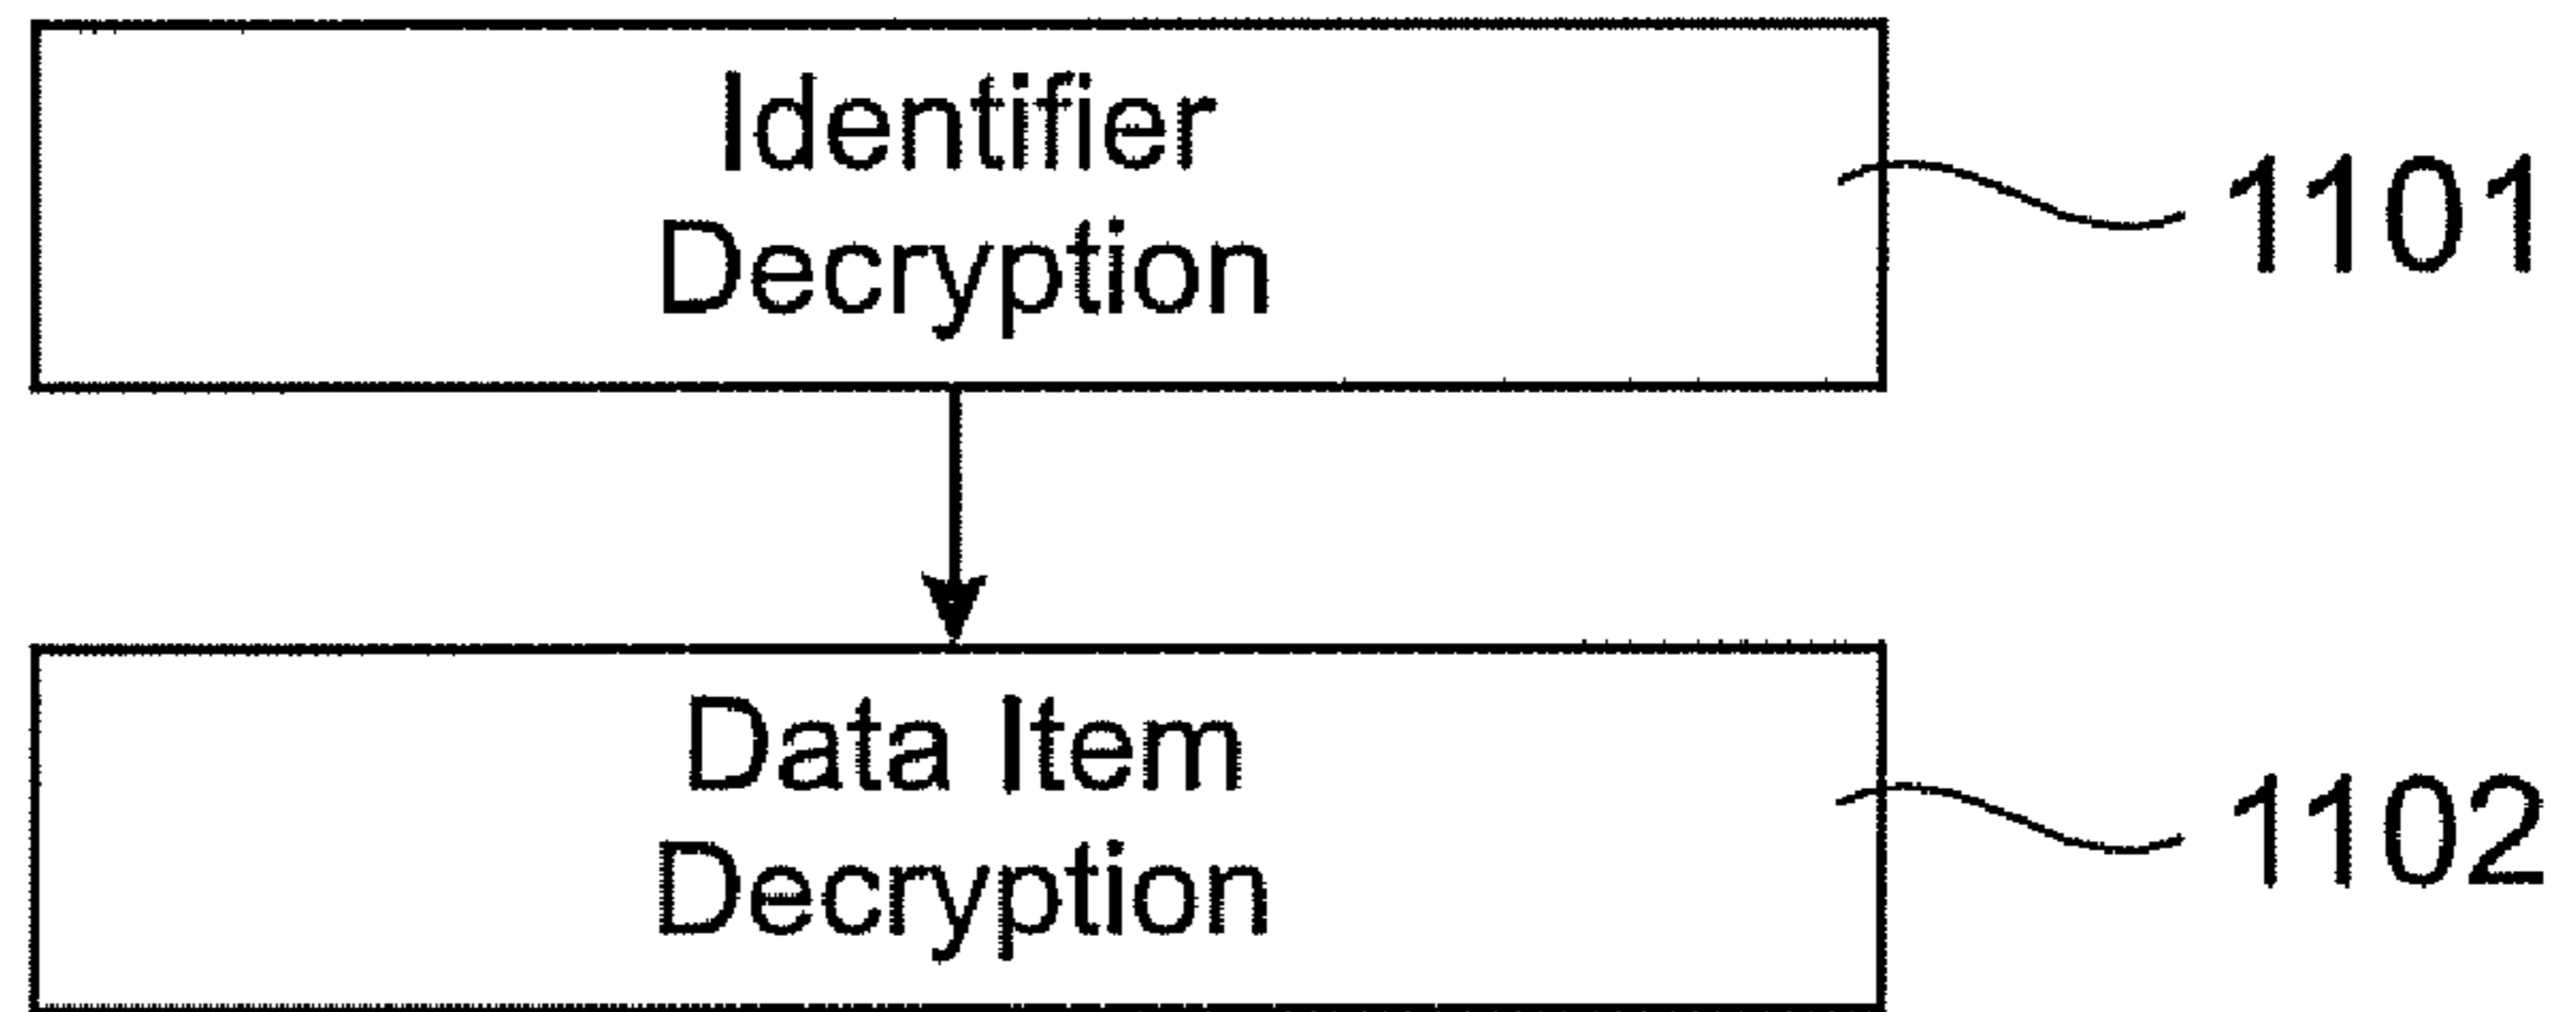 Identifier
Decryption
1101
Data Item
Decryption
1102